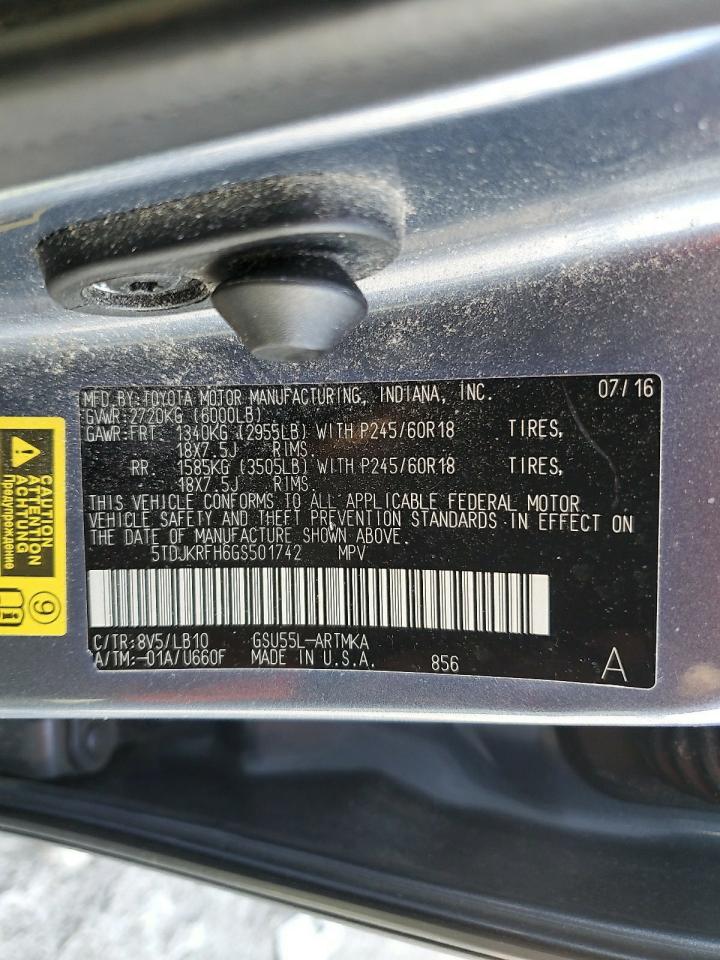 MFD.BY:TOYOTA MOTOR MANUFACTURING, INDIANA, INC. 07/16
GVWR:2720KG (6000LB)
GAWR:FRT 1340KG (2955LB) WITH P245/60R18 TIRES,
18X7.5J RIMS.
RR. 1585KG (3505LB) WITH P245/60R18 TIRES,
18X7.5J RIMS.
THIS VEHICLE CONFORMS TO ALL APPLICABLE FEDERAL MOTOR
VEHICLE SAFETY AND THEFT PREVENTION STANDARDS IN EFFECT ON
THE DATE OF MANUFACTURE SHOWN ABOVE.
5TDJKRFH6GS501742 MPV
C/TR:8V5/LB10 GSU55L-ARTMKA
A/TM:-01A/U660F MADE IN U.S.A. 856 A
CAUTION
ATTENTION
ACHTUNG
Предупреждение
9